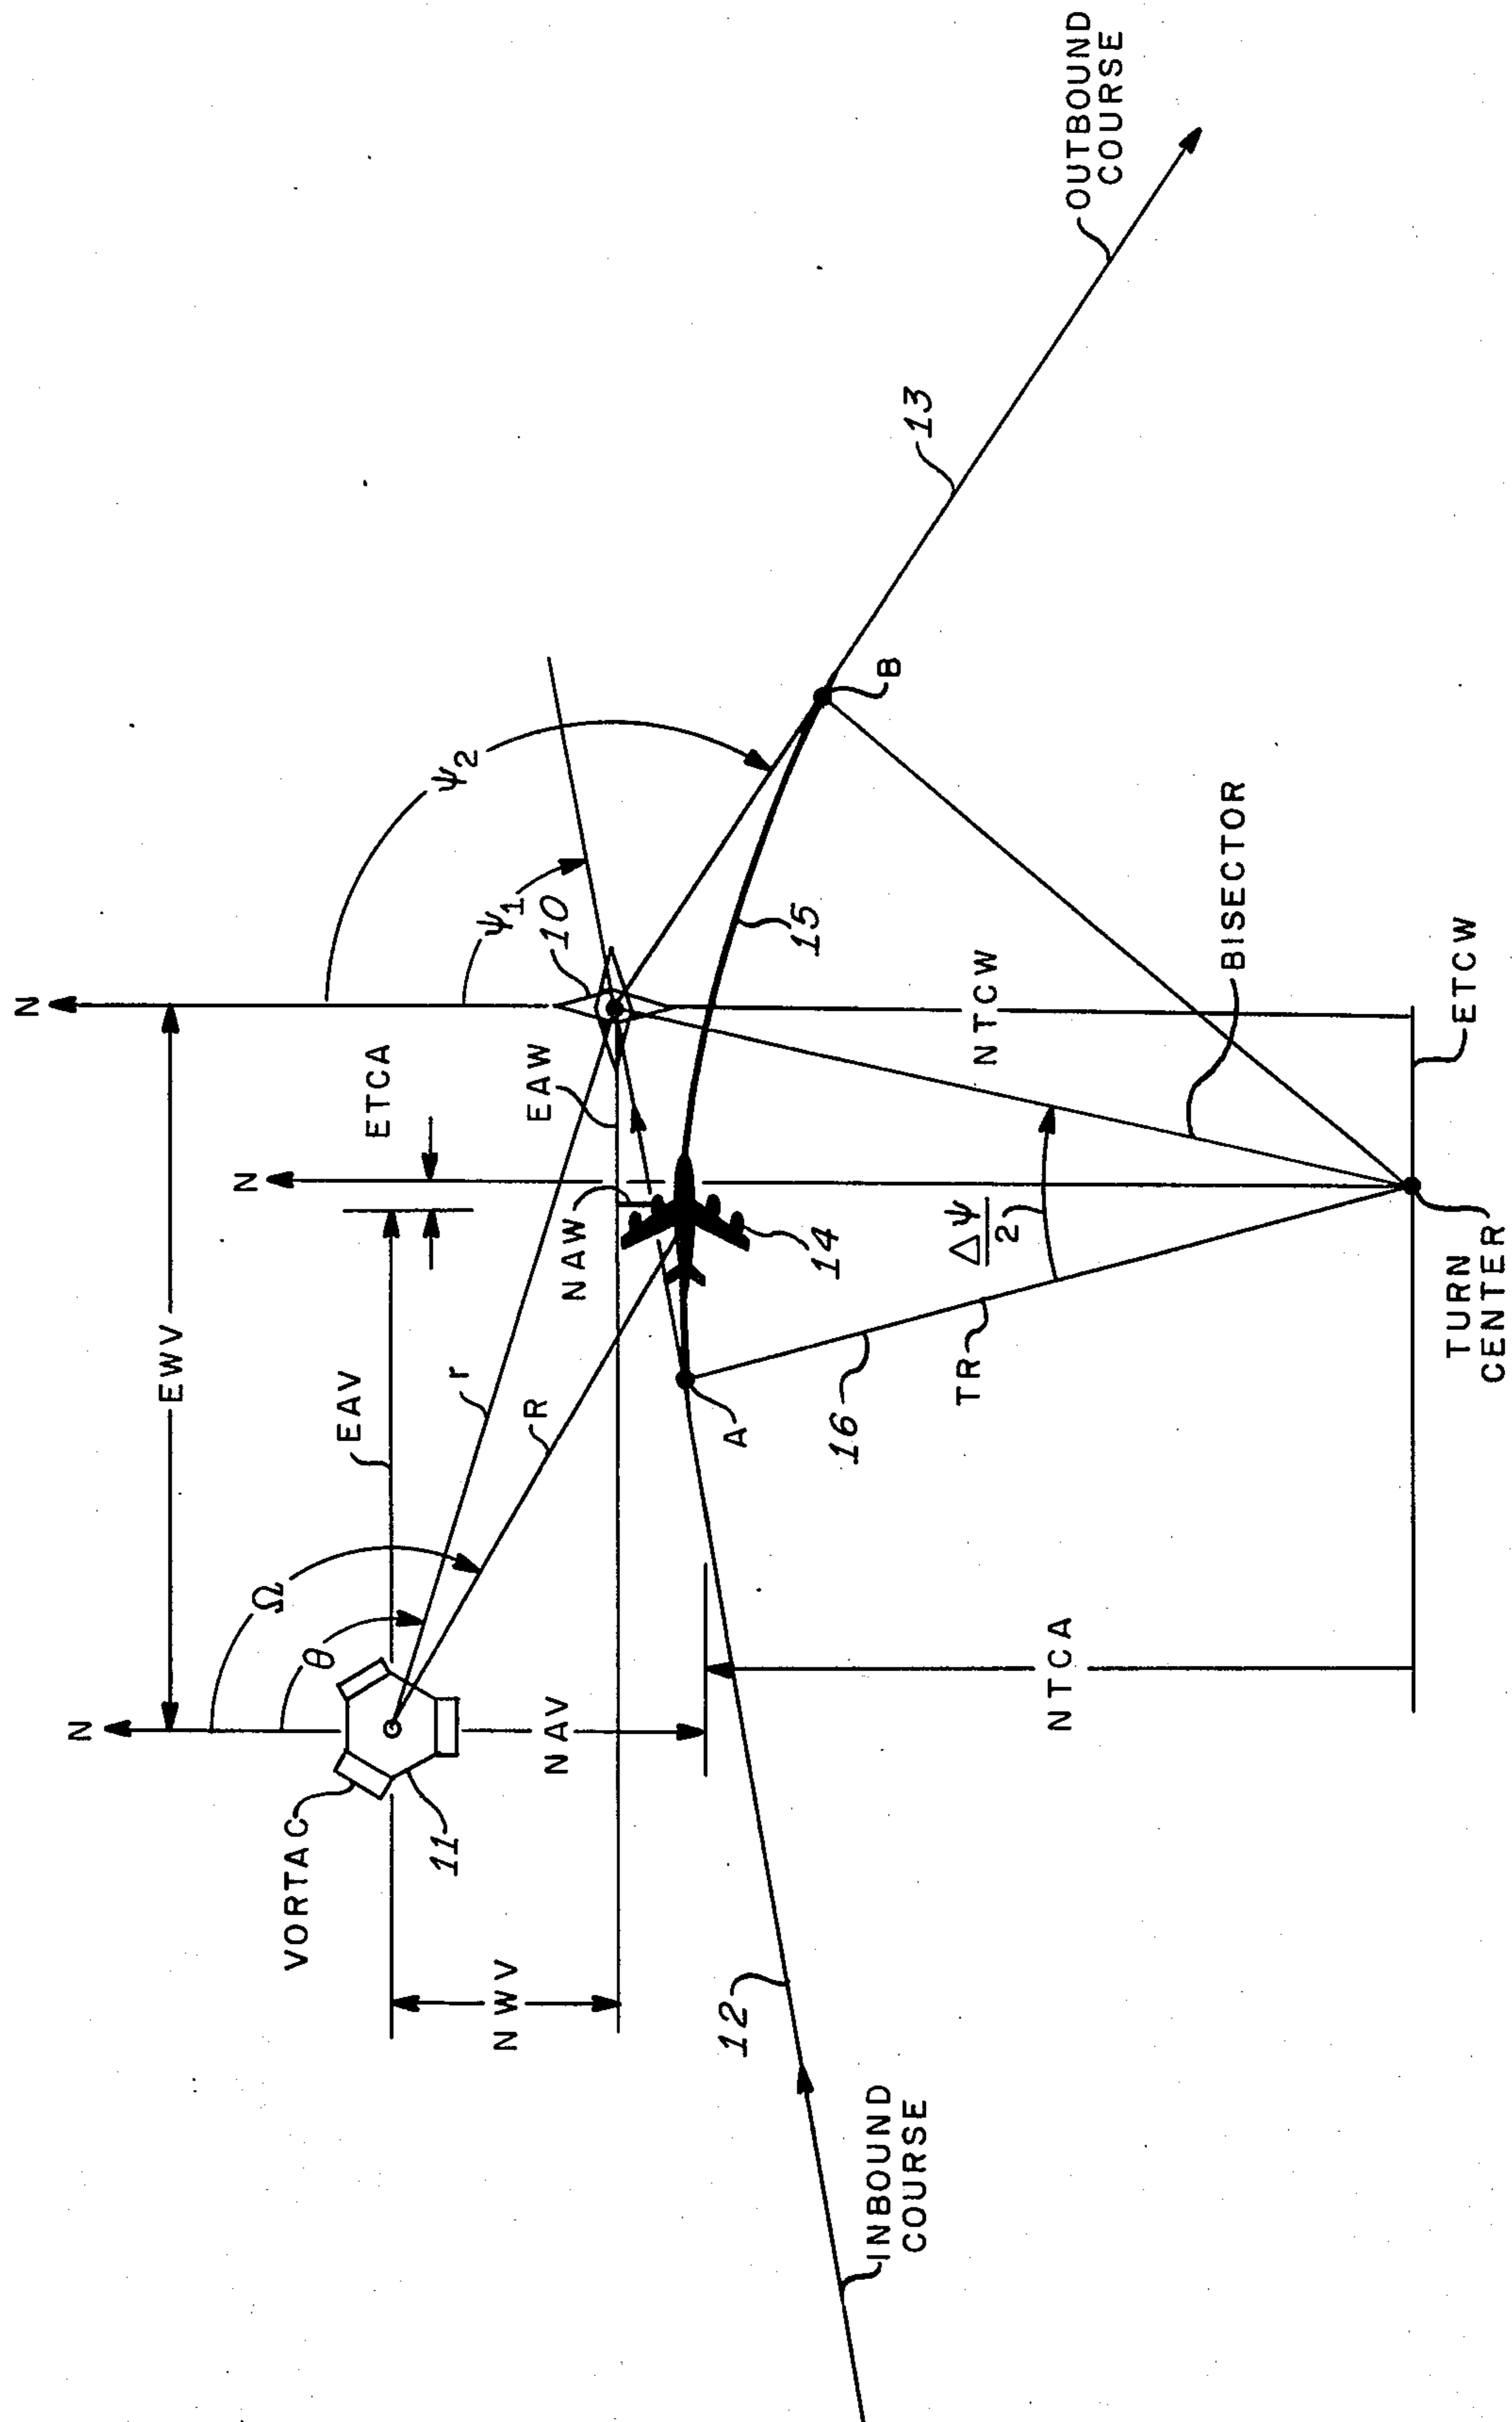 N
N
N
EWV
ETCA
ψ2
ψ1
10
Ω
θ
EAV
r
R
EAW
NAW
VORTAC
11
NAV
NWV
14
A
B
13
15
OUTBOUND
COURSE
12
INBOUND
COURSE
16
TR
Δψ
2
NTCW
BISECTOR
NTCA
ETCW
TURN
CENTER